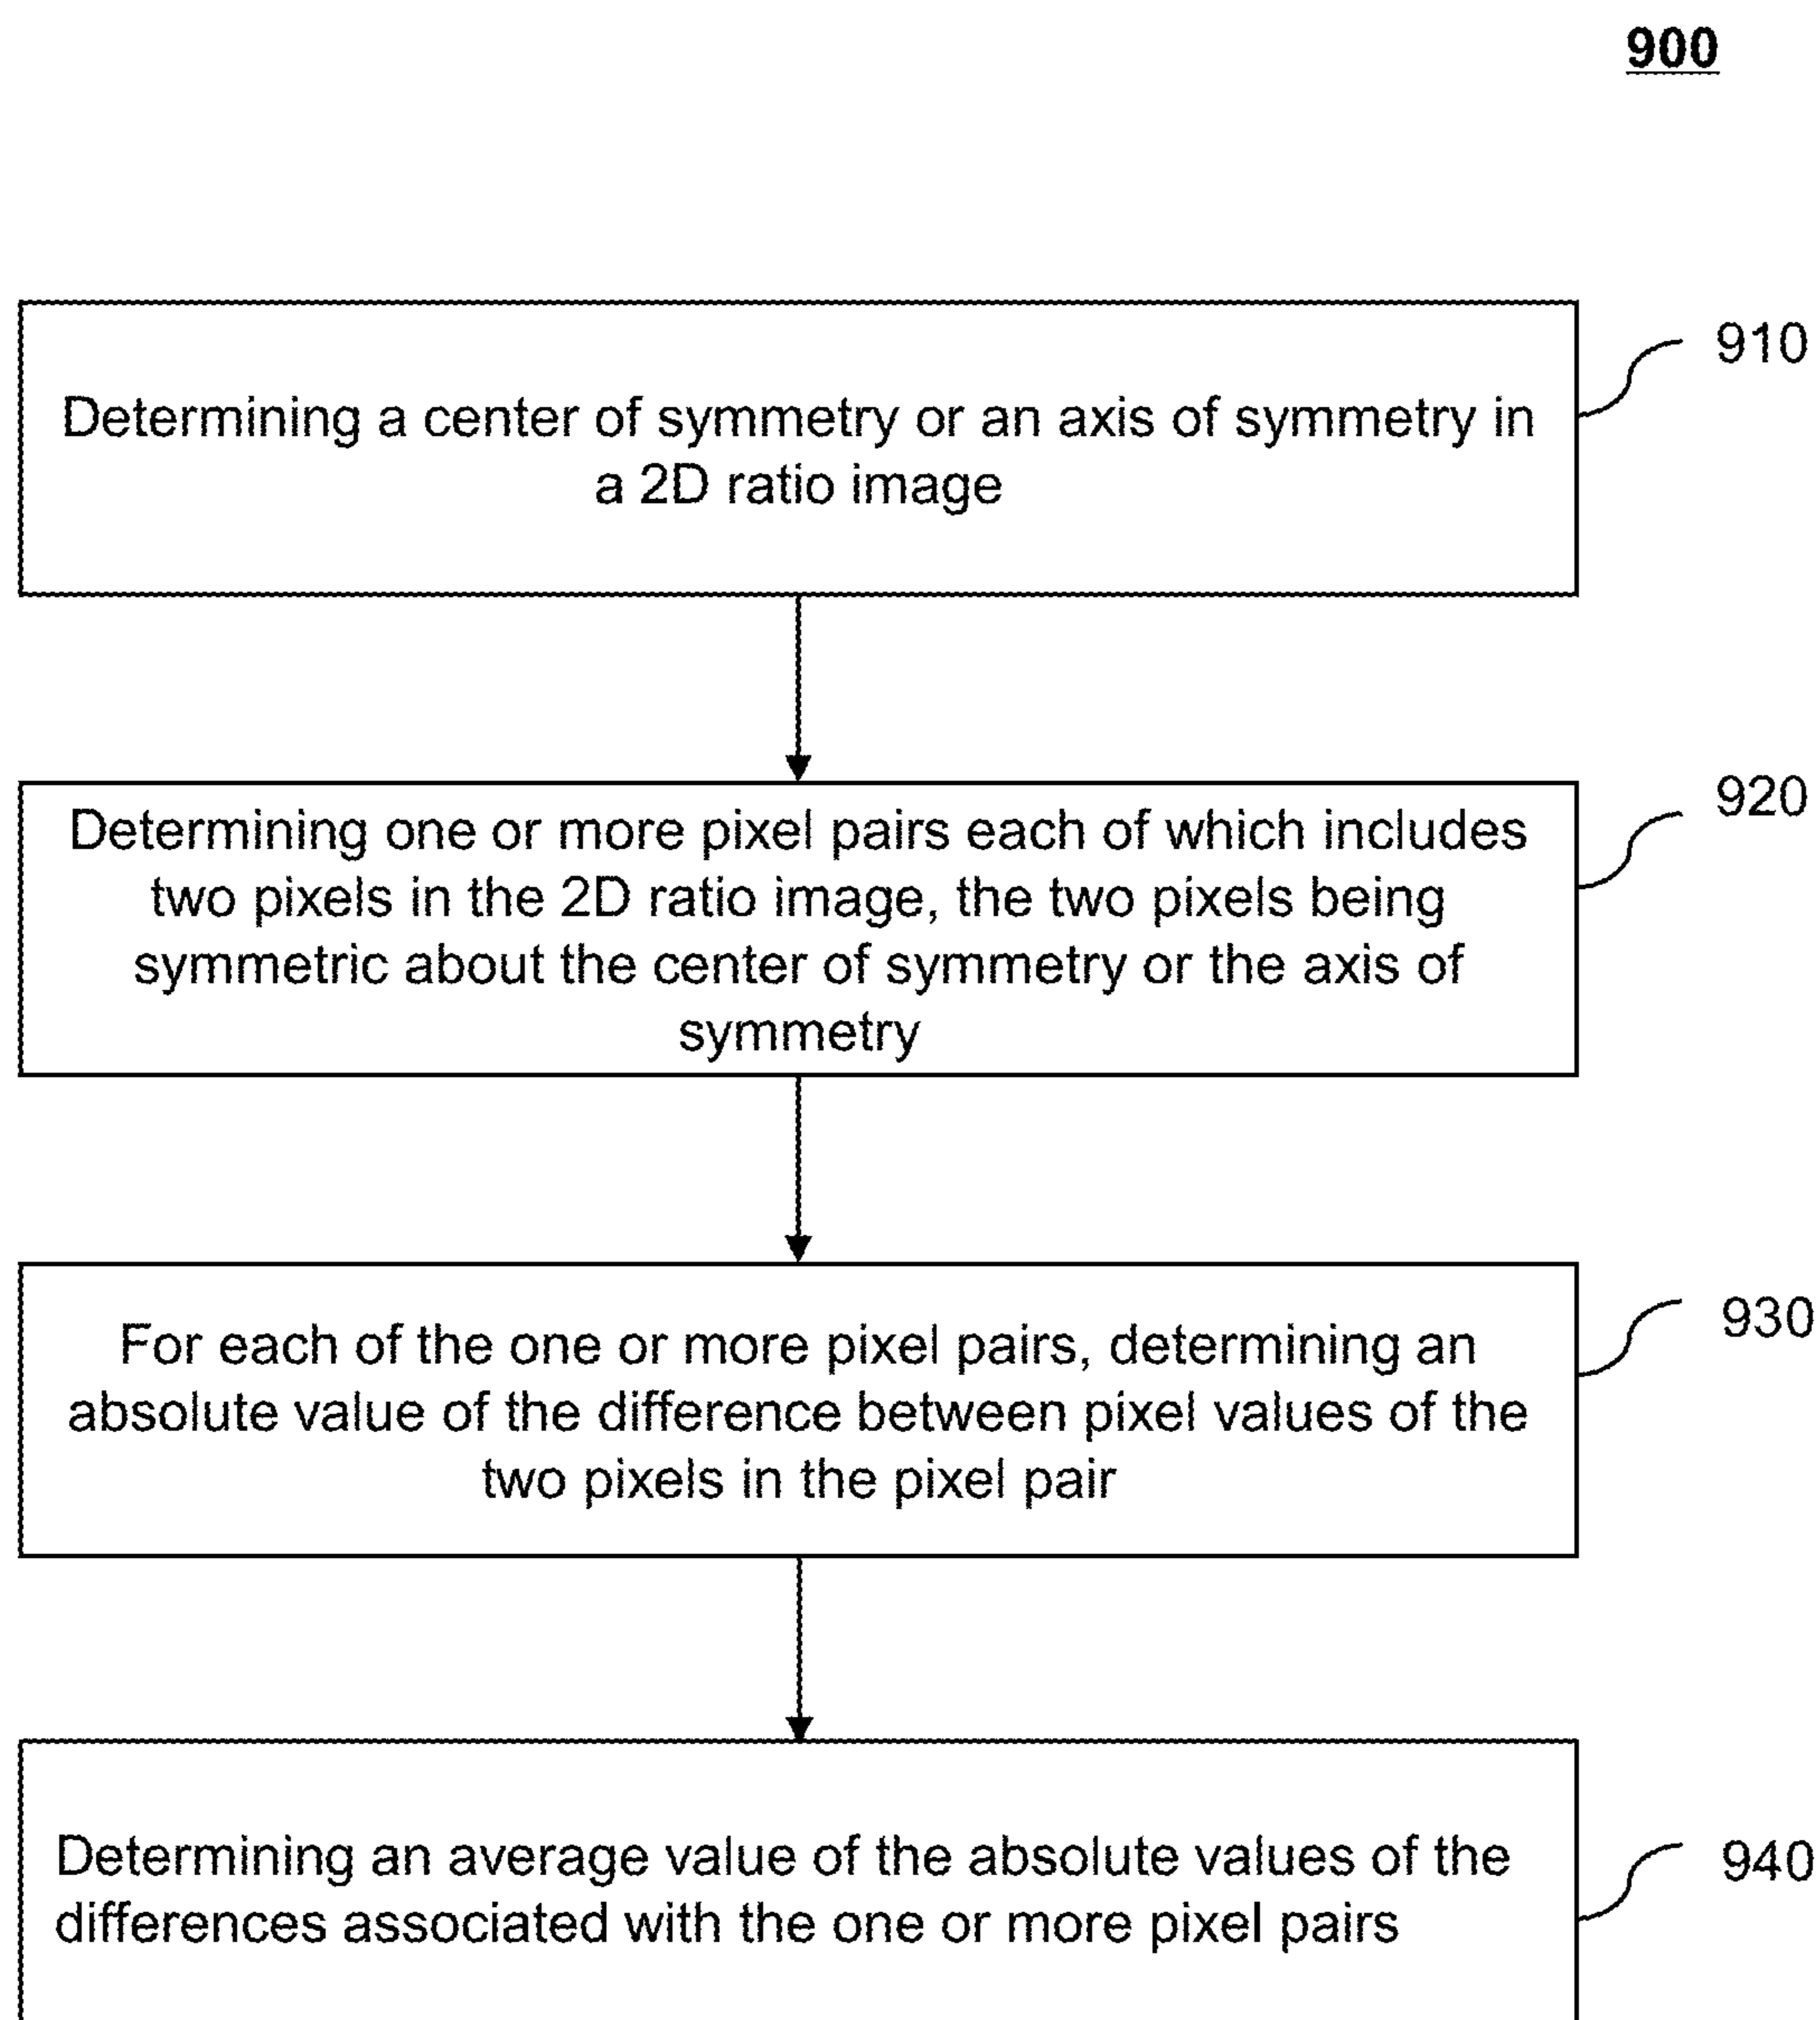 900
910
Determining a center of symmetry or an axis of symmetry in
a 2D ratio image
920
Determining one or more pixel pairs each of which includes
two pixels in the 2D ratio image, the two pixels being
symmetric about the center of symmetry or the axis of
symmetry
930
For each of the one or more pixel pairs, determining an
absolute value of the difference between pixel values of the
two pixels in the pixel pair
940
Determining an average value of the absolute values of the
differences associated with the one or more pixel pairs